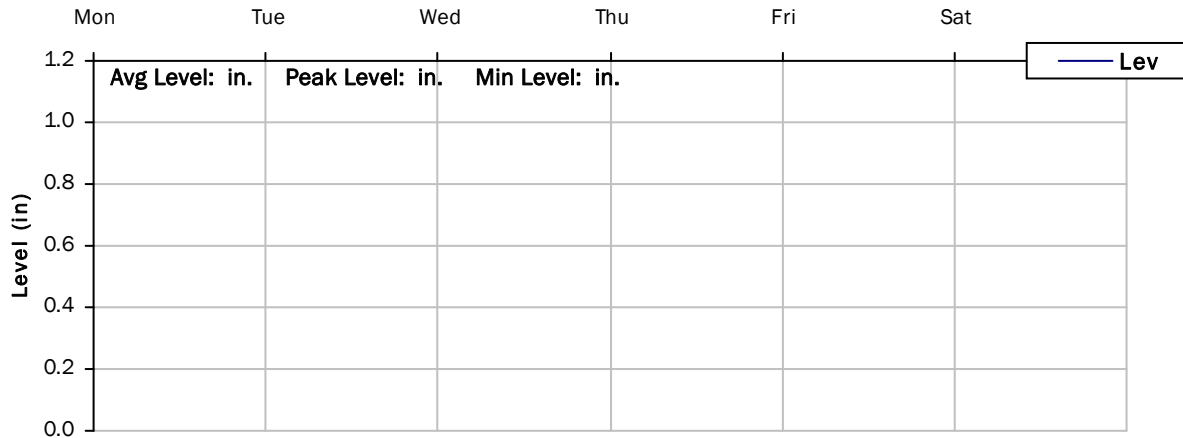 Mon Tue Wed Thu Fri Sat
1.2
Avg Level: in. Peak Level: in. Min Level: in.
Lev
1.0
0.8
0.6
0.4
0.2
0.0
Level (in)